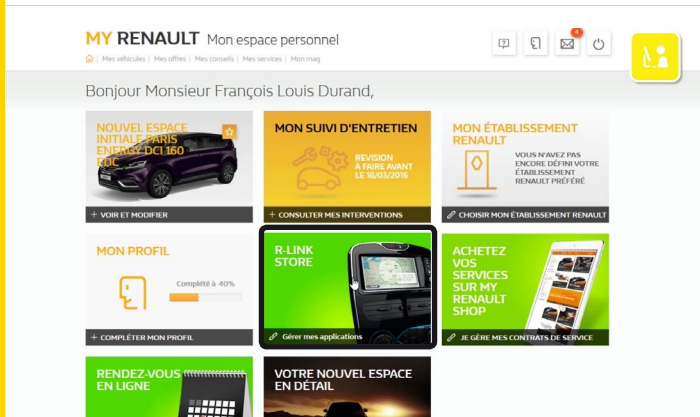 MY RENAULT Mon espace personnel
4
Mes véhicules | Mes offres | Mes conseils | Mes services | Mon mag
Bonjour Monsieur François Louis Durand,
NOUVEL ESPACE
INITIALE PARIS
ENERGY DCI 160
EDC
+ VOIR ET MODIFIER
MON SUIVI D'ENTRETIEN
REVISION
À FAIRE AVANT
LE 18/03/2016
+ CONSULTER MES INTERVENTIONS
MON ÉTABLISSEMENT
RENAULT
VOUS N'AVEZ PAS
ENCORE DÉFINI VOTRE
ÉTABLISSEMENT
RENAULT PRÉFÉRÉ
CHOISIR MON ÉTABLISSEMENT RENAULT
MON PROFIL
Complété à 40%
+ COMPLÉTER MON PROFIL
R-LINK
STORE
Gérer mes applications
ACHETEZ
VOS
SERVICES
SUR MY
RENAULT
SHOP
JE GÈRE MES CONTRATS DE SERVICE
RENDEZ-VOUS
EN LIGNE
VOTRE NOUVEL ESPACE
EN DÉTAIL